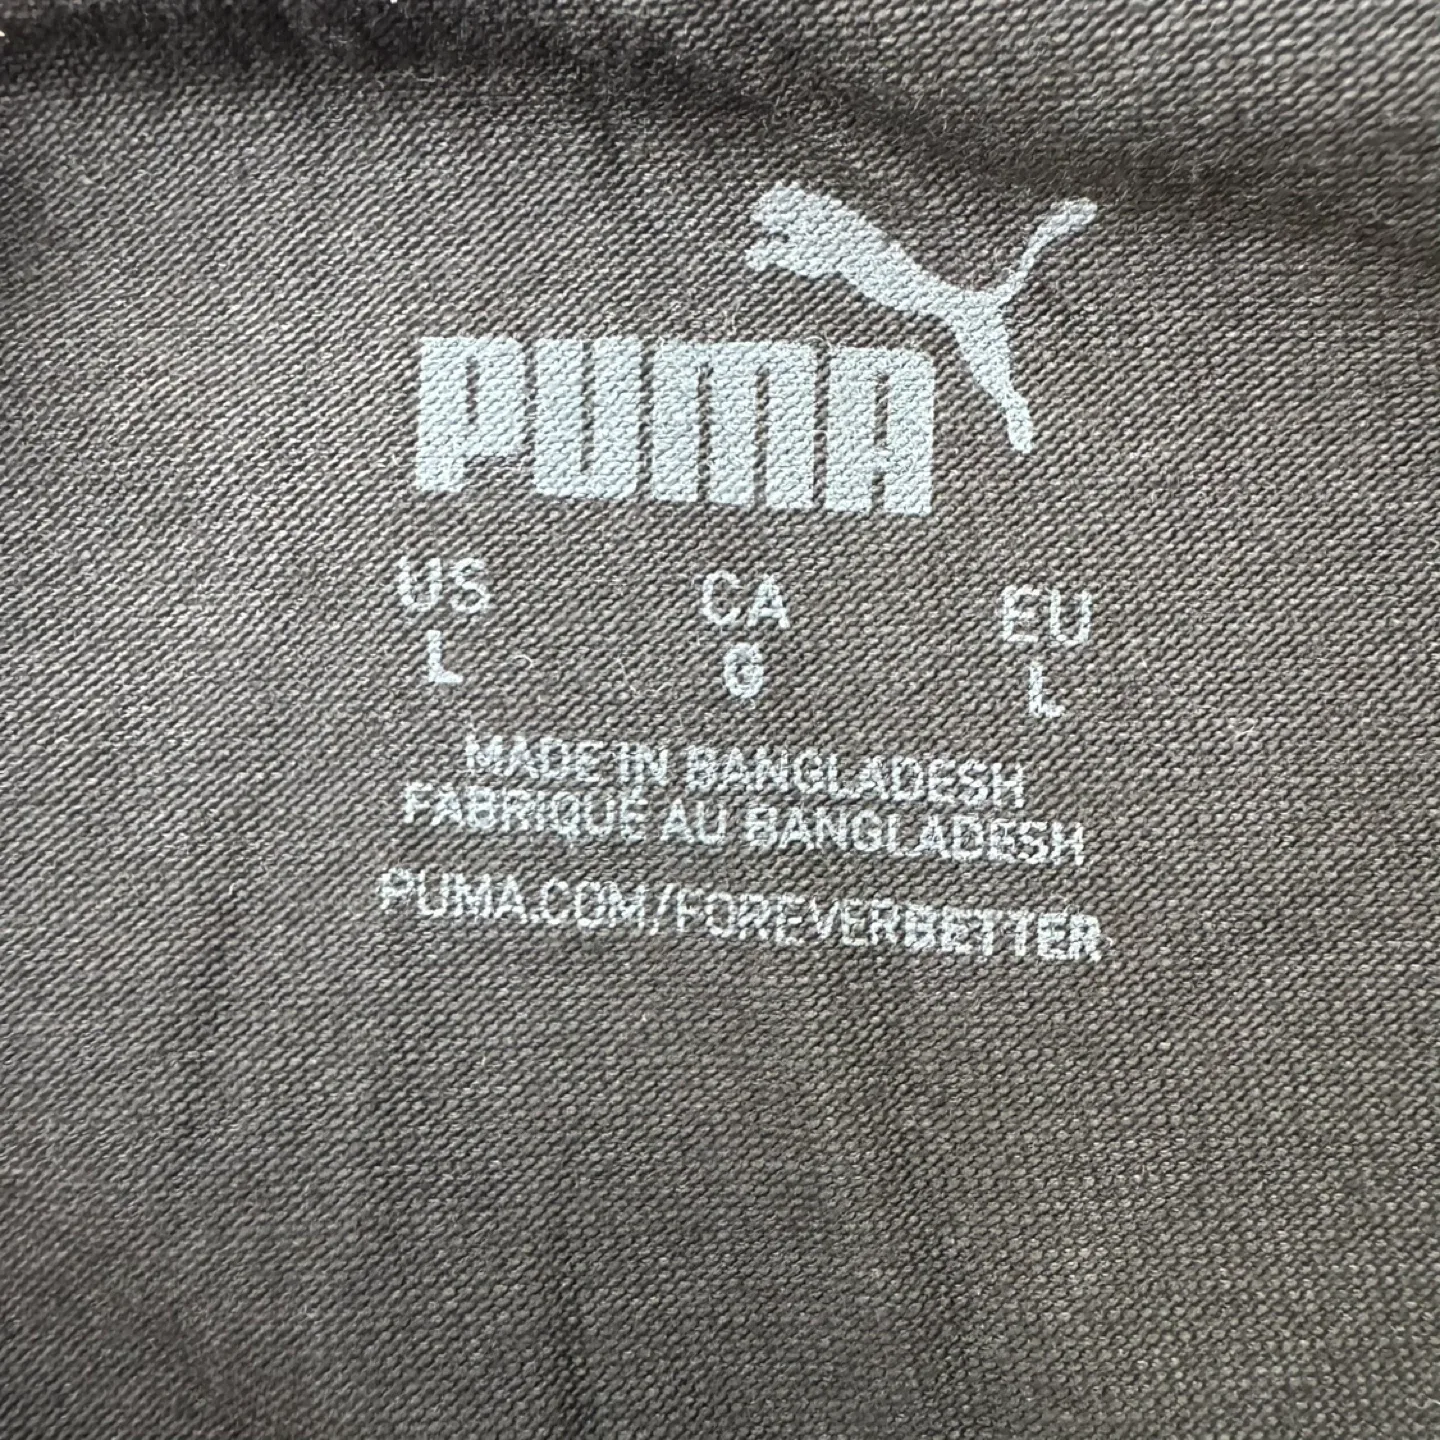 PUMA
US CA EU
L G L
MADE IN BANGLADESH
FABRIQUÉ AU BANGLADESH
PUMA.COM/FOREVERBETTER